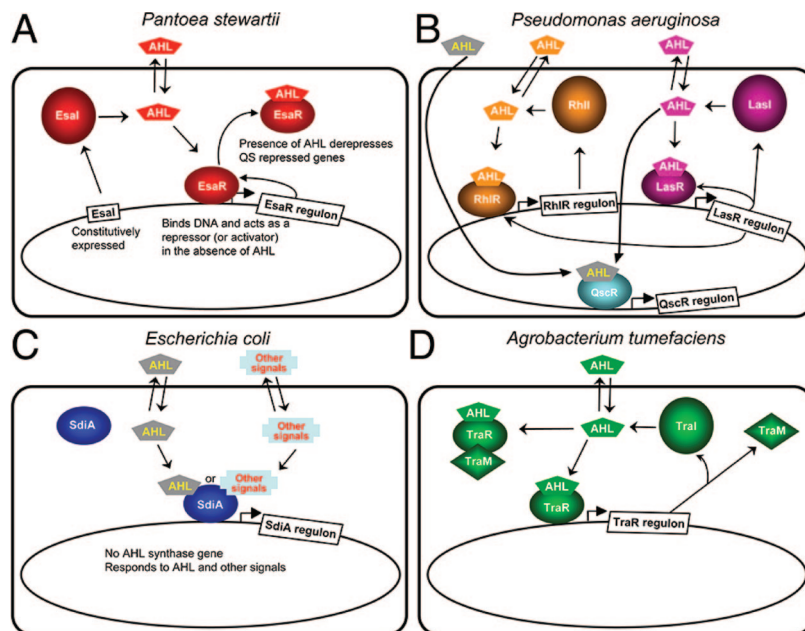 A
Pantoea stewartii
AHL
EsaI
AHL
AHL
EsaR
Presence of AHL derepresses
QS repressed genes
EsaR
EsaI
EsaR regulon
Constitutively
expressed
Binds DNA and acts as a
repressor (or activator)
in the absence of AHL
B
Pseudomonas aeruginosa
AHL
AHL
AHL
AHL
RhlI
AHL
LasI
AHL
RhlR
AHL
LasR
RhlR regulon
LasR regulon
AHL
QscR
QscR regulon
C
Escherichia coli
AHL
Other
signals
SdiA
AHL
Other
signals
AHL
or
Other
signals
SdiA
SdiA regulon
No AHL synthase gene
Responds to AHL and other signals
D
Agrobacterium tumefaciens
AHL
AHL
TraR
TraM
AHL
TraI
TraM
AHL
TraR
TraR regulon